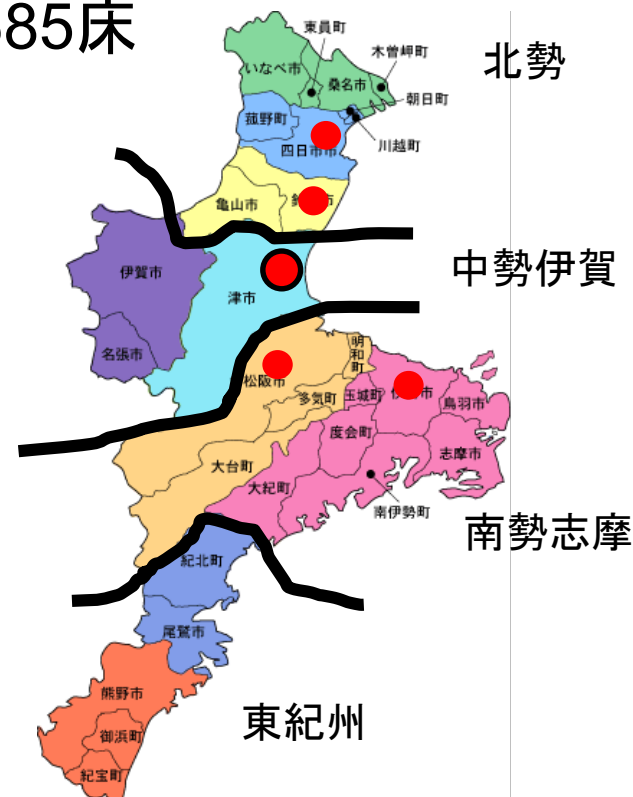 885床
東員町
北勢
木曽岬町
いなべ市
桑名市
朝日町
菰野町
川越町
四日市市
亀山市
市
中勢伊賀
伊賀市
津市
名張市
明和町
松阪市
多気町
玉城町
市
鳥羽市
度会町
志摩市
大台町
大紀町
南伊勢町
南勢志摩
紀北町
尾鷲市
熊野市
東紀州
御浜町
紀宝町